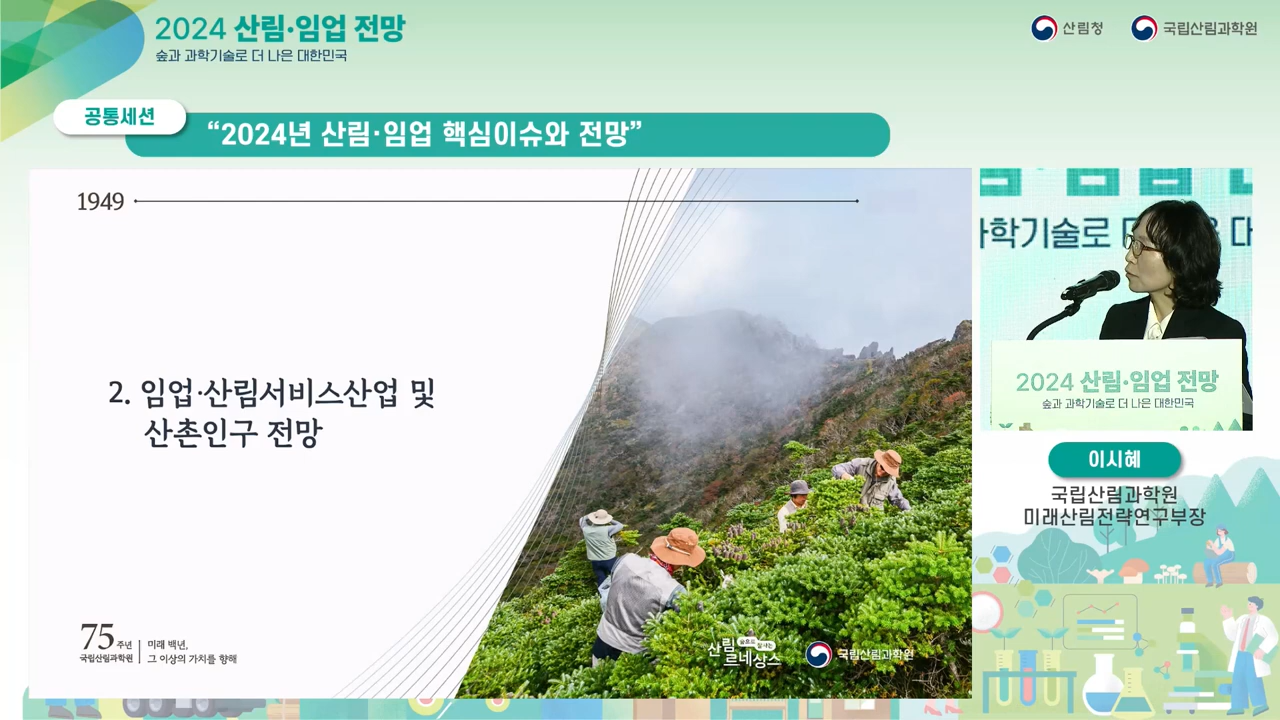 2024 산림·임업 전망
숲과 과학기술로 더 나은 대한민국
산림청
국립산림과학원
공통세션
“2024년 산림·임업 핵심이슈와 전망”
1949
2. 임업·산림서비스산업 및
산촌인구 전망
75주년
국립산림과학원
미래 백년,
그 이상의 가치를 향해
산림
숲으로 잘 사는
르네상스
국립산림과학원
과학기술로 더
대
2024 산림·임업 전망
숲과 과학기술로 더 나은 대한민국
이시혜
국립산림과학원
미래산림전략연구부장